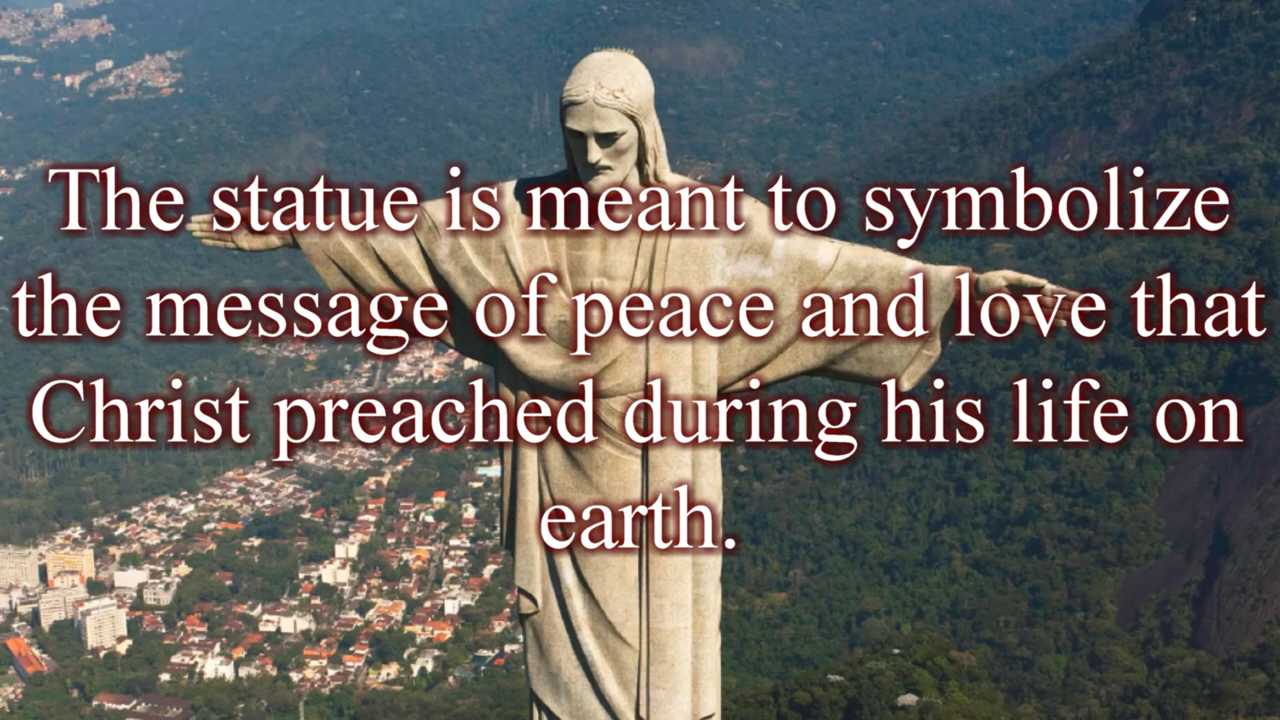 The statue is meant to symbolize
the message of peace and love that
Christ preached during his life on
earth.